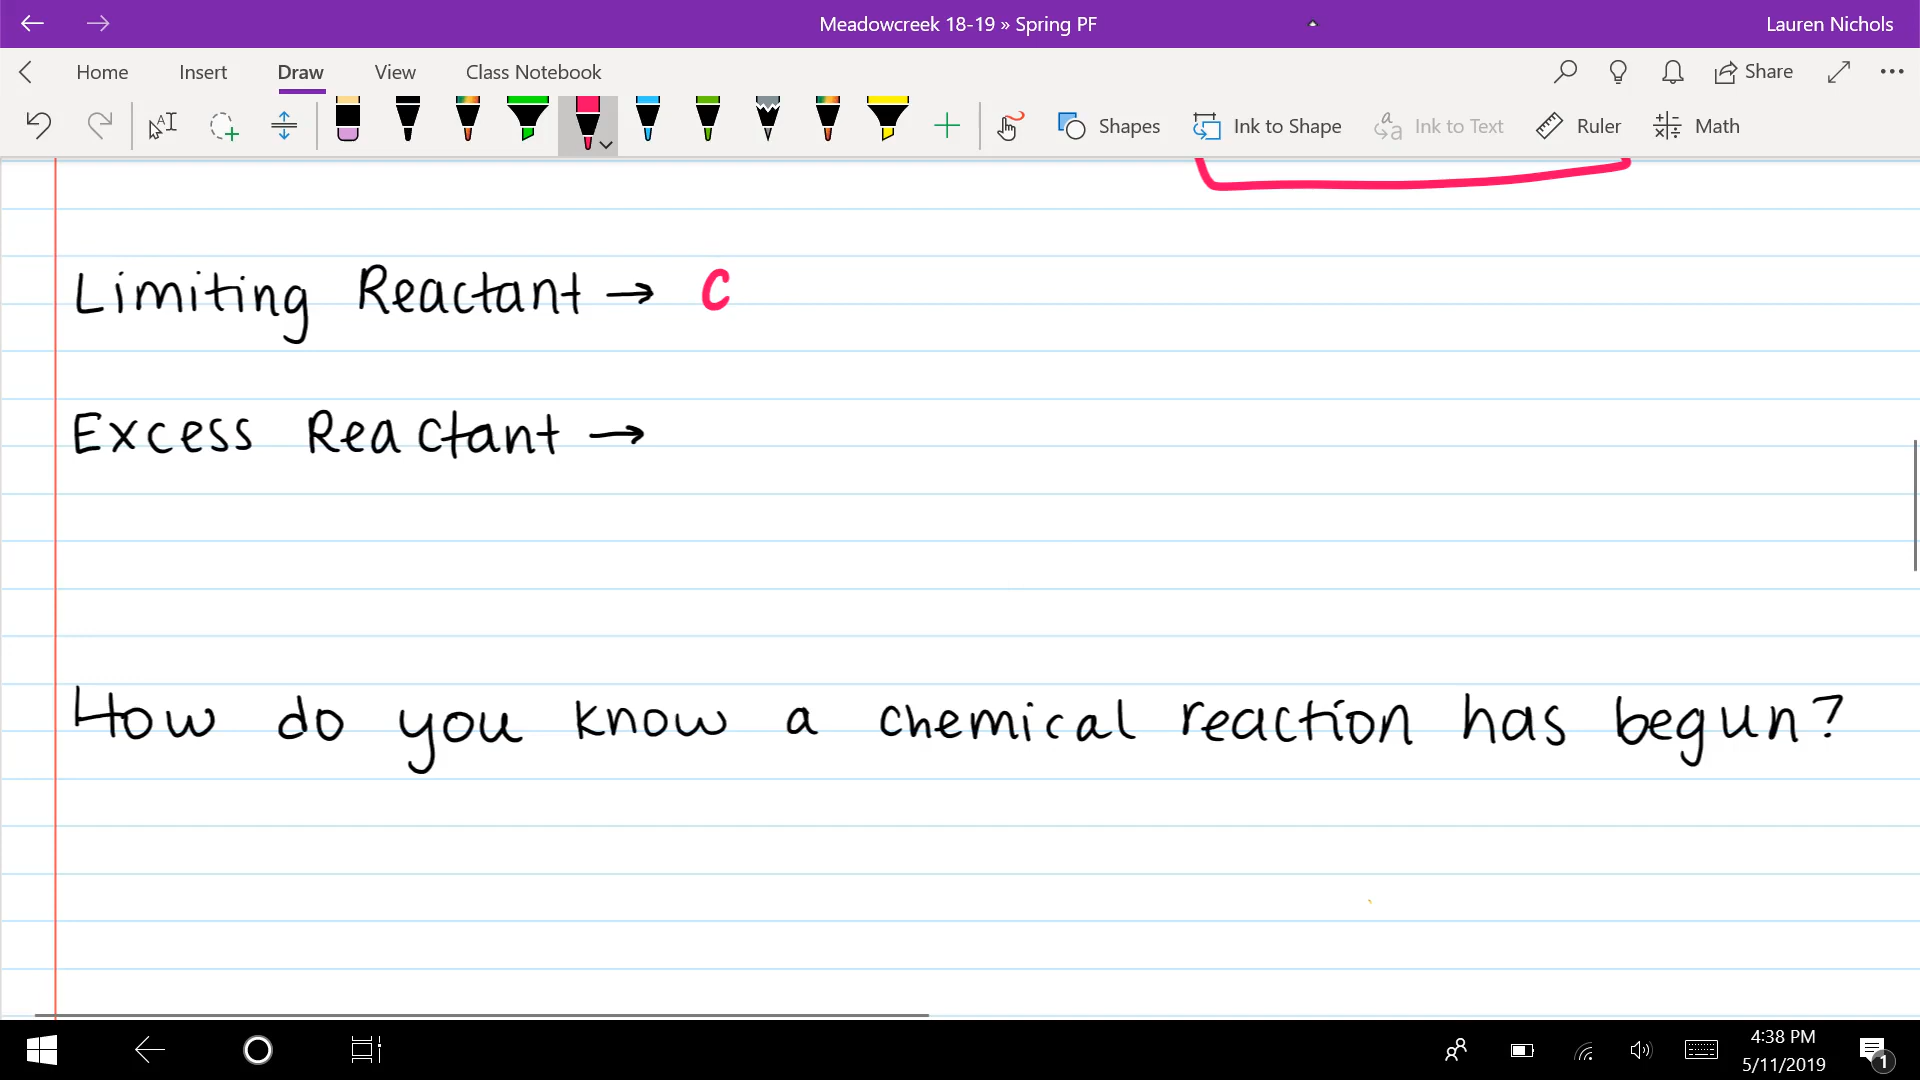 Meadowcreek 18-19 » Spring PF
Lauren Nichols
Home Insert Draw View Class Notebook
Share
Shapes Ink to Shape Ink to Text Ruler Math
Limiting Reactant → C
Excess Reactant →
How do you know a chemical reaction has begun?
4:38 PM
5/11/2019
1